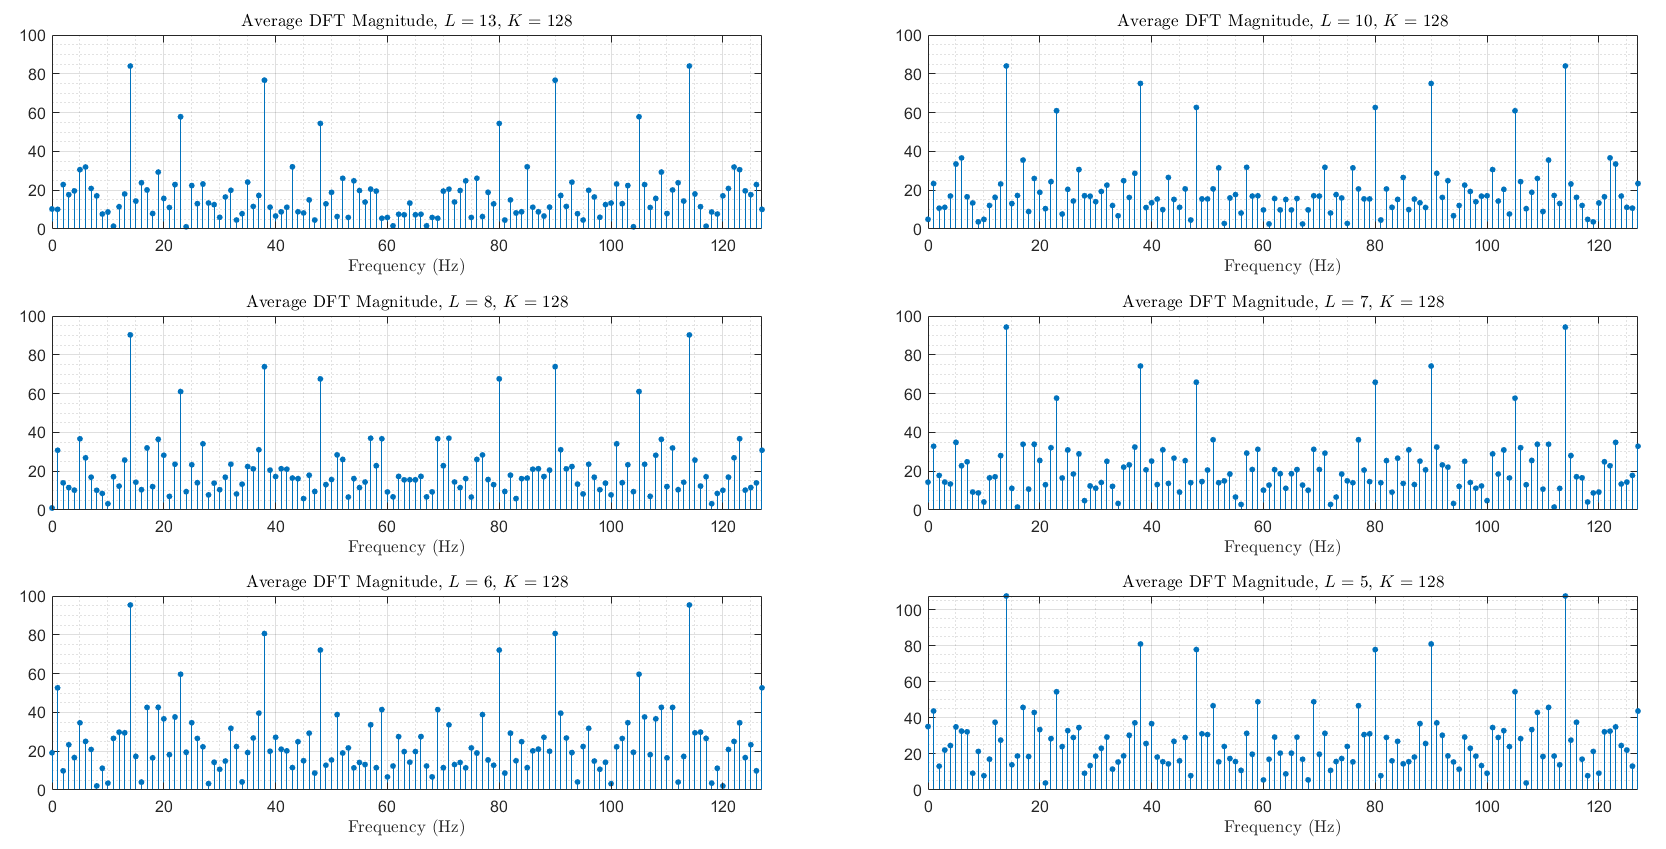 Average DFT Magnitude, L = 13, K = 128
100
80
60
40
20
0
0 20 40 60 80 100 120
Frequency (Hz)
Average DFT Magnitude, L = 10, K = 128
100
80
60
40
20
0
0 20 40 60 80 100 120
Frequency (Hz)
Average DFT Magnitude, L = 8, K = 128
100
80
60
40
20
0
0 20 40 60 80 100 120
Frequency (Hz)
Average DFT Magnitude, L = 7, K = 128
100
80
60
40
20
0
0 20 40 60 80 100 120
Frequency (Hz)
Average DFT Magnitude, L = 6, K = 128
100
80
60
40
20
0
0 20 40 60 80 100 120
Frequency (Hz)
Average DFT Magnitude, L = 5, K = 128
100
80
60
40
20
0
0 20 40 60 80 100 120
Frequency (Hz)